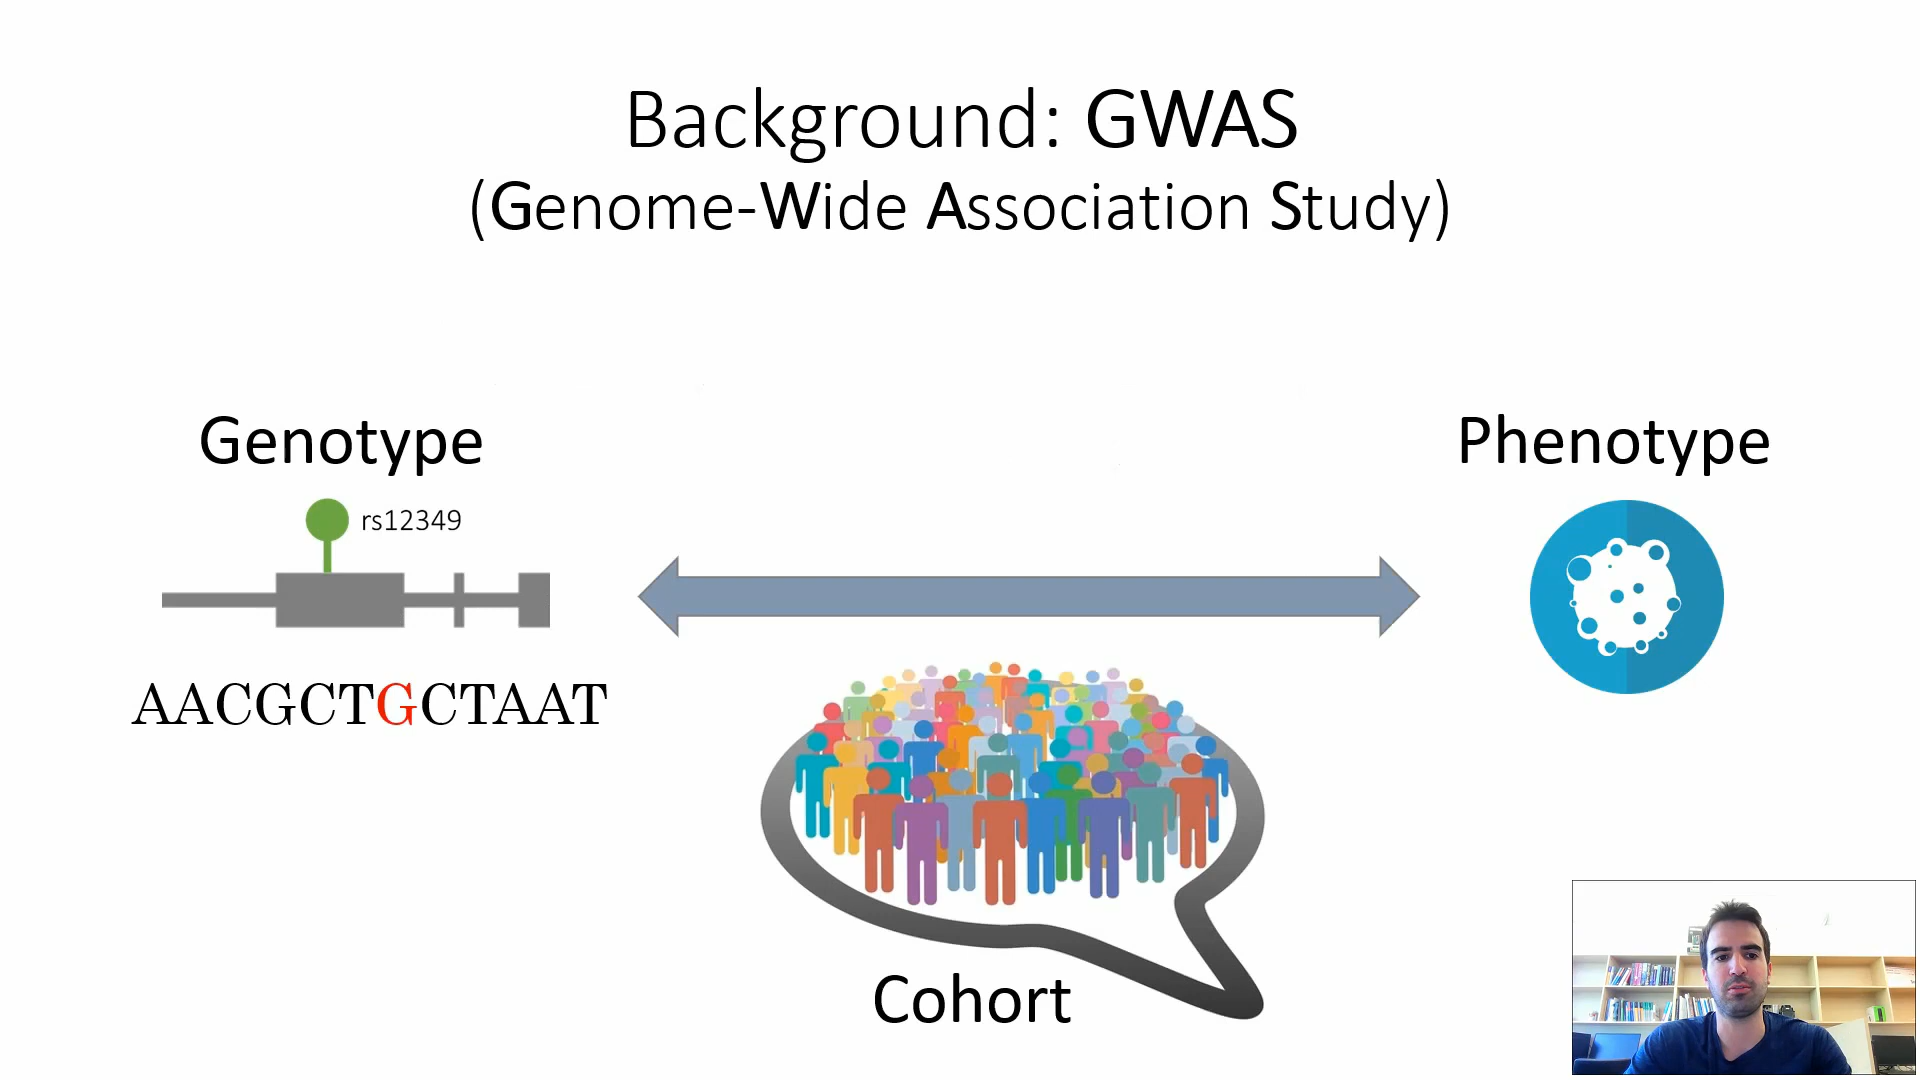 Background: GWAS
(Genome-Wide Association Study)
Genotype
Phenotype
rs12349
AACGCTGCTAAT
Cohort